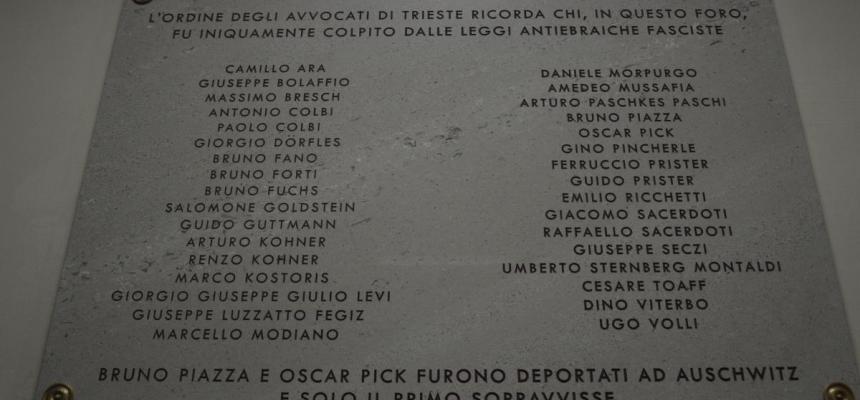 L'ORDINE DEGLI AVVOCATI DI TRIESTE RICORDA CHI, IN QUESTO FORO,
FU INIQUAMENTE COLPITO DALLE LEGGI ANTIEBRAICHE FASCISTE
CAMILLO ARA
GIUSEPPE BOLAFFIO
MASSIMO BRESCH
ANTONIO COLBI
PAOLO COLBI
GIORGIO DÖRFLES
BRUNO FANO
BRUNO FORTI
BRUNO FUCHS
SALOMONE GOLDSTEIN
GUIDO GUTTMANN
ARTURO KOHNER
RENZO KOHNER
MARCO KOSTORIS
GIORGIO GIUSEPPE GIULIO LEVI
GIUSEPPE LUZZATTO FEGIZ
MARCELLO MODIANO
DANIELE MORPURGO
AMEDEO MUSSAFIA
ARTURO PASCHKES PASCHI
BRUNO PIAZZA
OSCAR PICK
GINO PINCHERLE
FERRUCCIO PRISTER
GUIDO PRISTER
EMILIO RICCHETTI
GIACOMO SACERDOTI
RAFFAELLO SACERDOTI
GIUSEPPE SECZI
UMBERTO STERNBERG MONTALDI
CESARE TOAFF
DINO VITERBO
UGO VOLLI
BRUNO PIAZZA E OSCAR PICK FURONO DEPORTATI AD AUSCHWITZ
E SOLO IL PRIMO SOPRAVVISSE